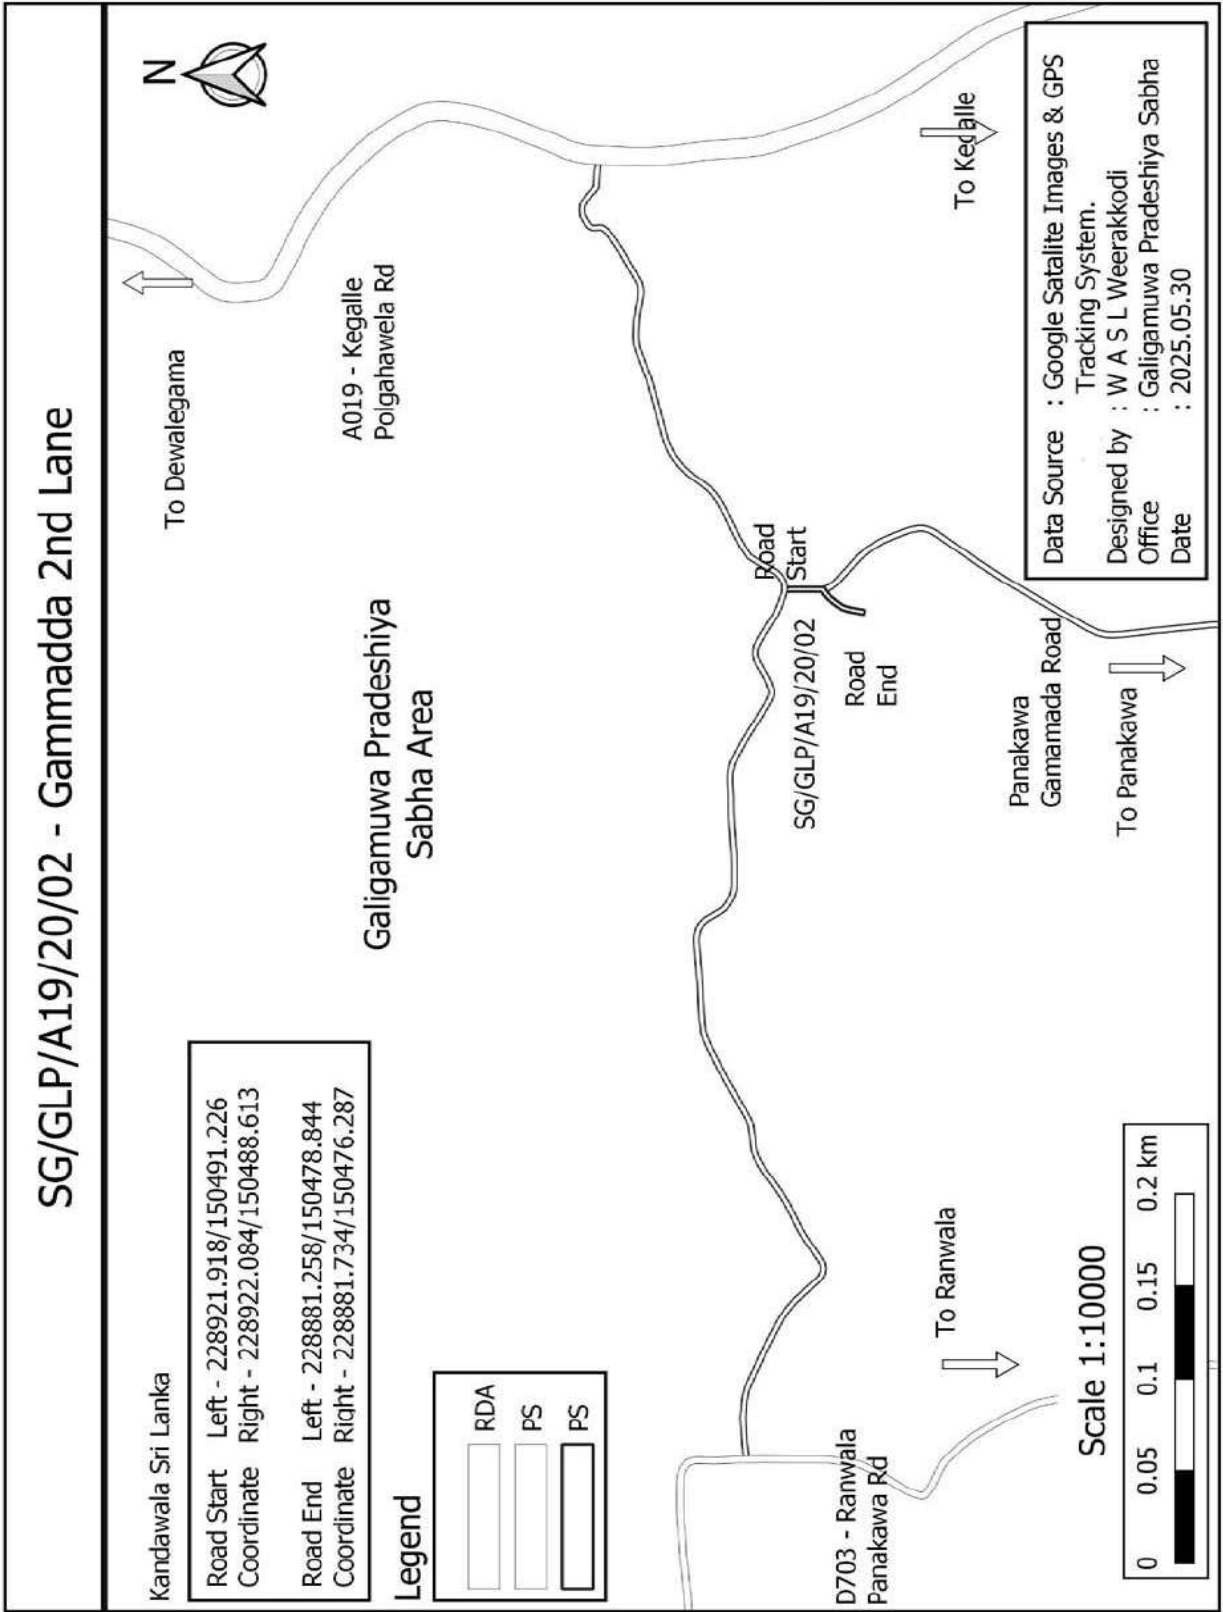 SG/GLP/A19/20/02 - Gammadda 2nd Lane
N
Kandawala Sri Lanka
Road Start Left - 228921.918/150491.226
Coordinate Right - 228922.084/150488.613
Road End Left - 228881.258/150478.844
Coordinate Right - 228881.734/150476.287
Legend
RDA
PS
PS
To Dewalegama
A019 - Kegalle
Polgahawela Rd
Galigamuwa Pradeshiya
Sabha Area
Road
Start
SG/GLP/A19/20/02
Road
End
Panakawa
Gamamada Road
To Panakawa
To Kegalle
D703 - Ranwala
Panakawa Rd
To Ranwala
Scale 1:10000
0 0.05 0.1 0.15 0.2 km
Data Source : Google Satalite Images & GPS
Tracking System.
Designed by : W A S L Weerakkodi
Office : Galigamuwa Pradeshiya Sabha
Date : 2025.05.30